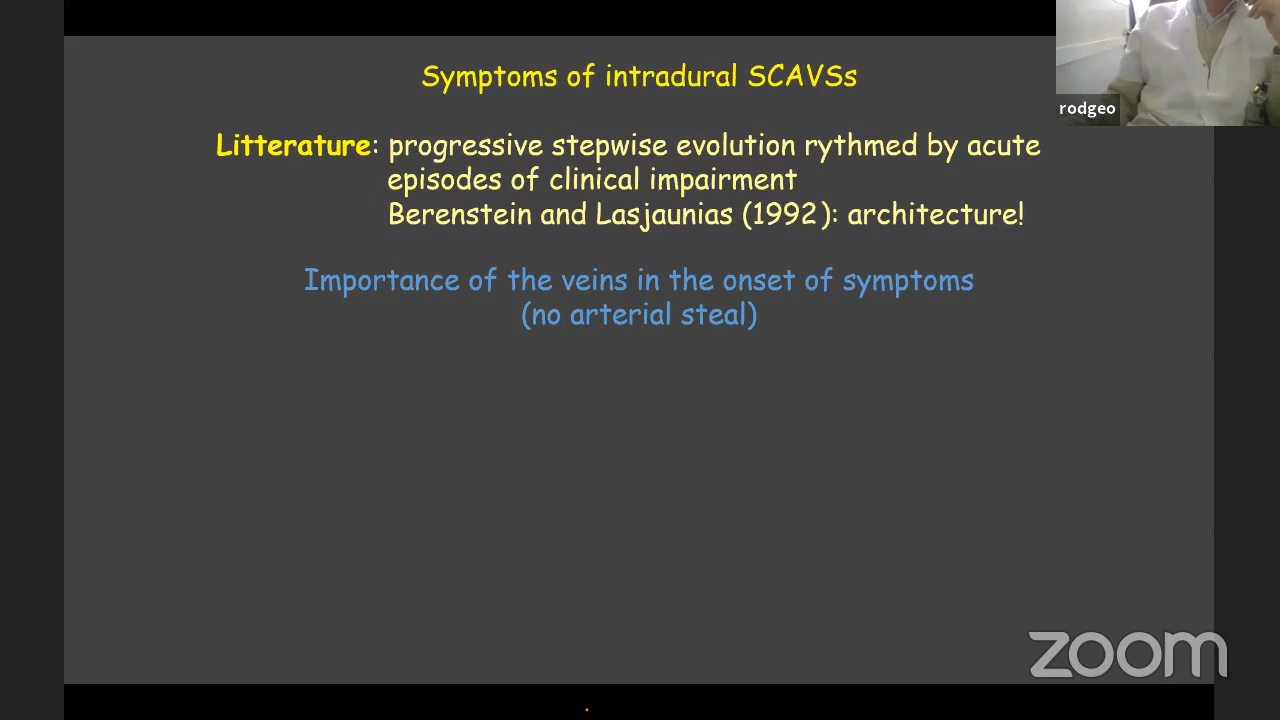 Symptoms of intradural SCAVSs
rodgeo
Litterature: progressive stepwise evolution rythmed by acute
episodes of clinical impairment
Berenstein and Lasjaunias (1992): architecture!
Importance of the veins in the onset of symptoms
(no arterial steal)
zoom